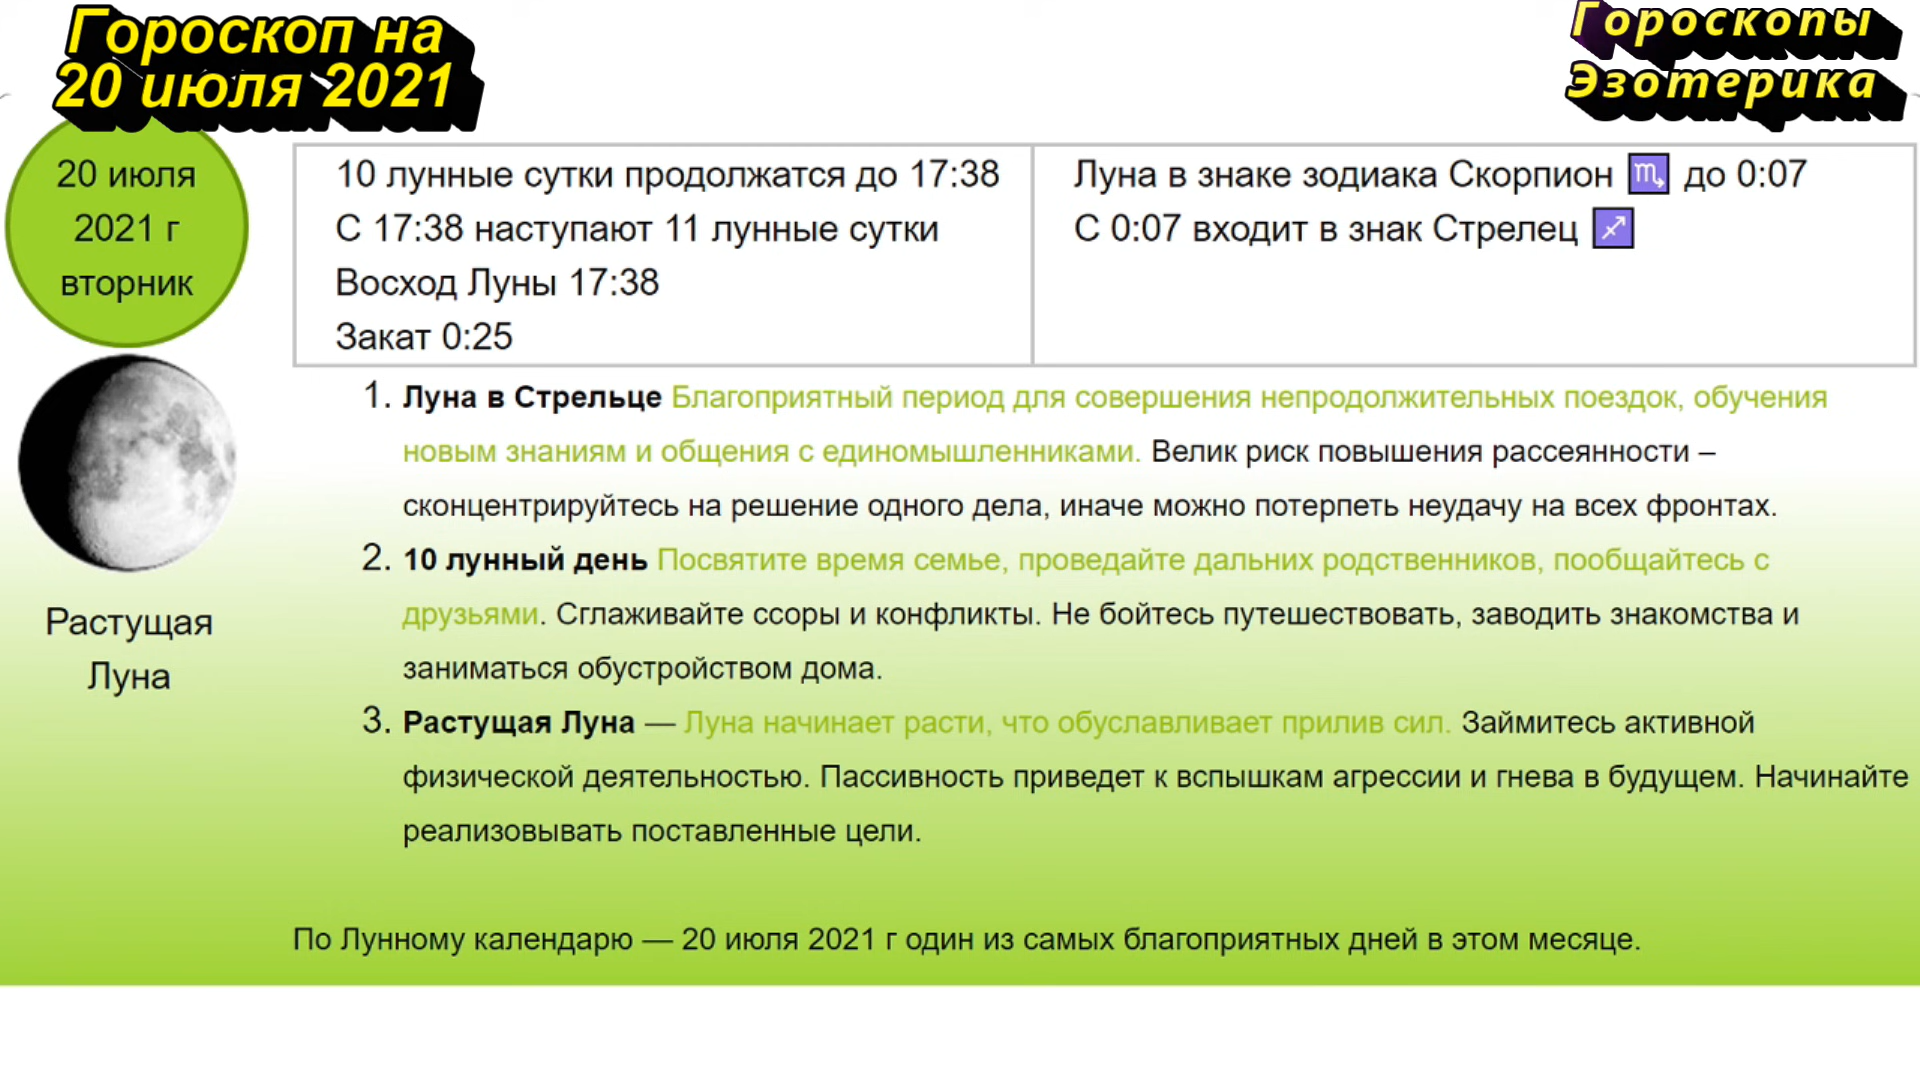 Гороскоп на
20 июля 2021
Гороскопы
Эзотерика
20 июля
2021 г
вторник
10 лунные сутки продолжатся до 17:38
С 17:38 наступают 11 лунные сутки
Восход Луны 17:38
Закат 0:25
Луна в знаке зодиака Скорпион ♏ до 0:07
С 0:07 входит в знак Стрелец ♐
Растущая
Луна
1. Луна в Стрельце Благоприятный период для совершения непродолжительных поездок, обучения
новым знаниям и общения с единомышленниками. Велик риск повышения рассеянности –
сконцентрируйтесь на решение одного дела, иначе можно потерпеть неудачу на всех фронтах.
2. 10 лунный день Посвятите время семье, проведайте дальних родственников, пообщайтесь с
друзьями. Сглаживайте ссоры и конфликты. Не бойтесь путешествовать, заводить знакомства и
заниматься обустройством дома.
3. Растущая Луна — Луна начинает расти, что обуславливает прилив сил. Займитесь активной
физической деятельностью. Пассивность приведет к вспышкам агрессии и гнева в будущем. Начинайте
реализовывать поставленные цели.
По Лунному календарю — 20 июля 2021 г один из самых благоприятных дней в этом месяце.